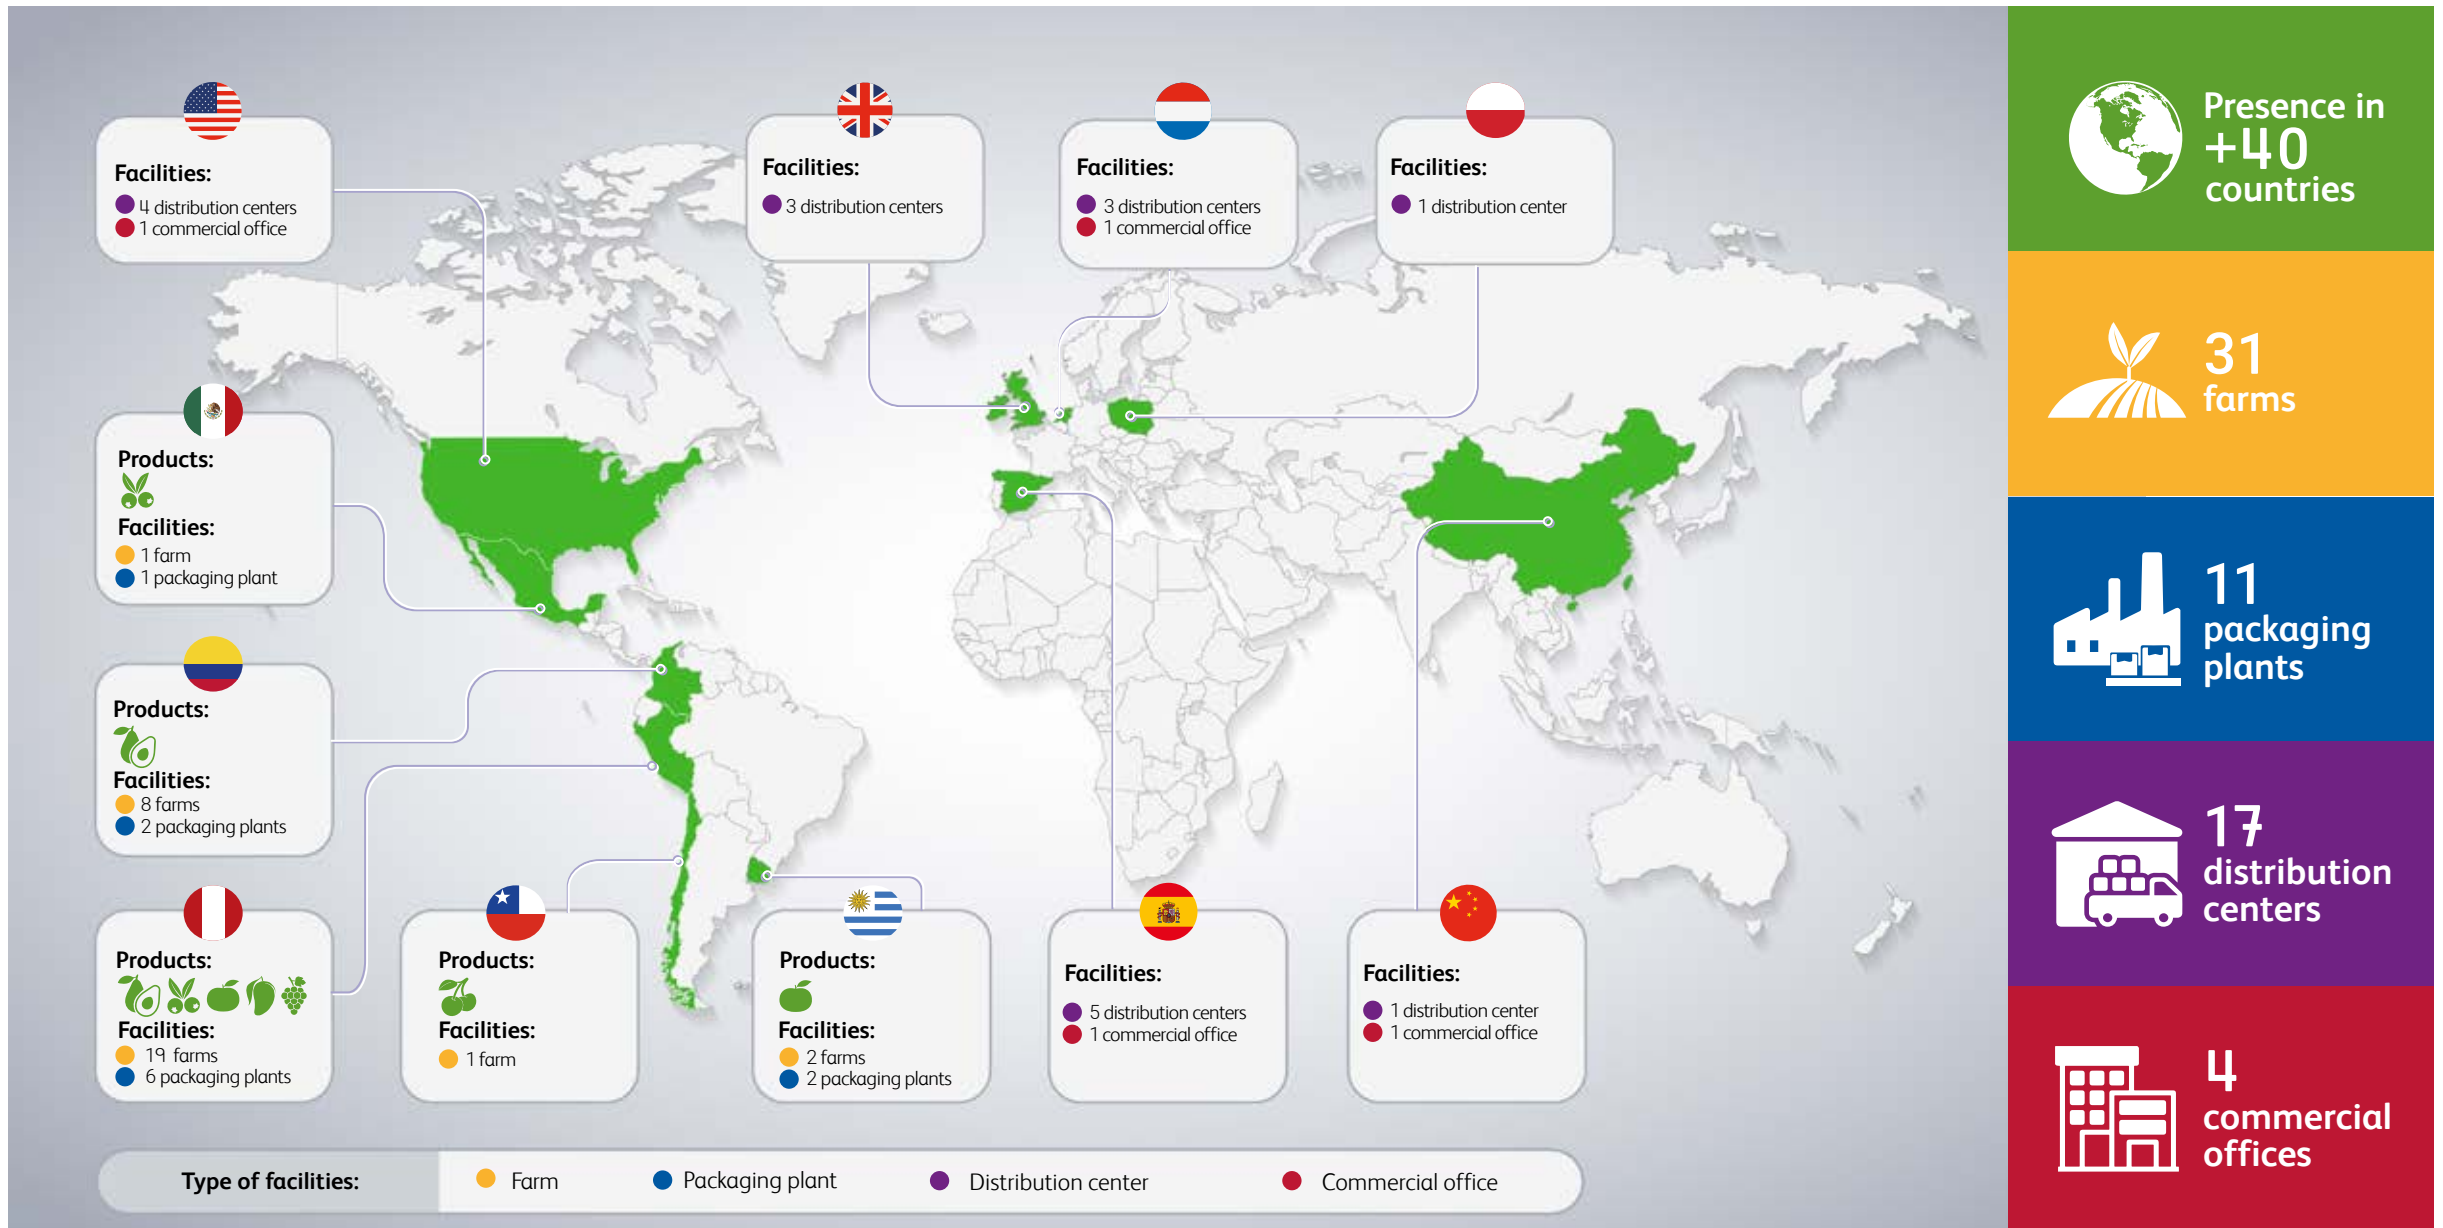 Facilities:
4 distribution centers
1 commercial office
Facilities:
3 distribution centers
Facilities:
3 distribution centers
1 commercial office
Facilities:
1 distribution center
Products:
Facilities:
1 farm
1 packaging plant
Products:
Facilities:
8 farms
2 packaging plants
Products:
Facilities:
19 farms
6 packaging plants
Products:
Facilities:
1 farm
Products:
Facilities:
2 farms
2 packaging plants
Facilities:
5 distribution centers
1 commercial office
Facilities:
1 distribution center
1 commercial office
Type of facilities:
Farm
Packaging plant
Distribution center
Commercial office
Presence in
+40
countries
31
farms
11
packaging
plants
17
distribution
centers
4
commercial
offices